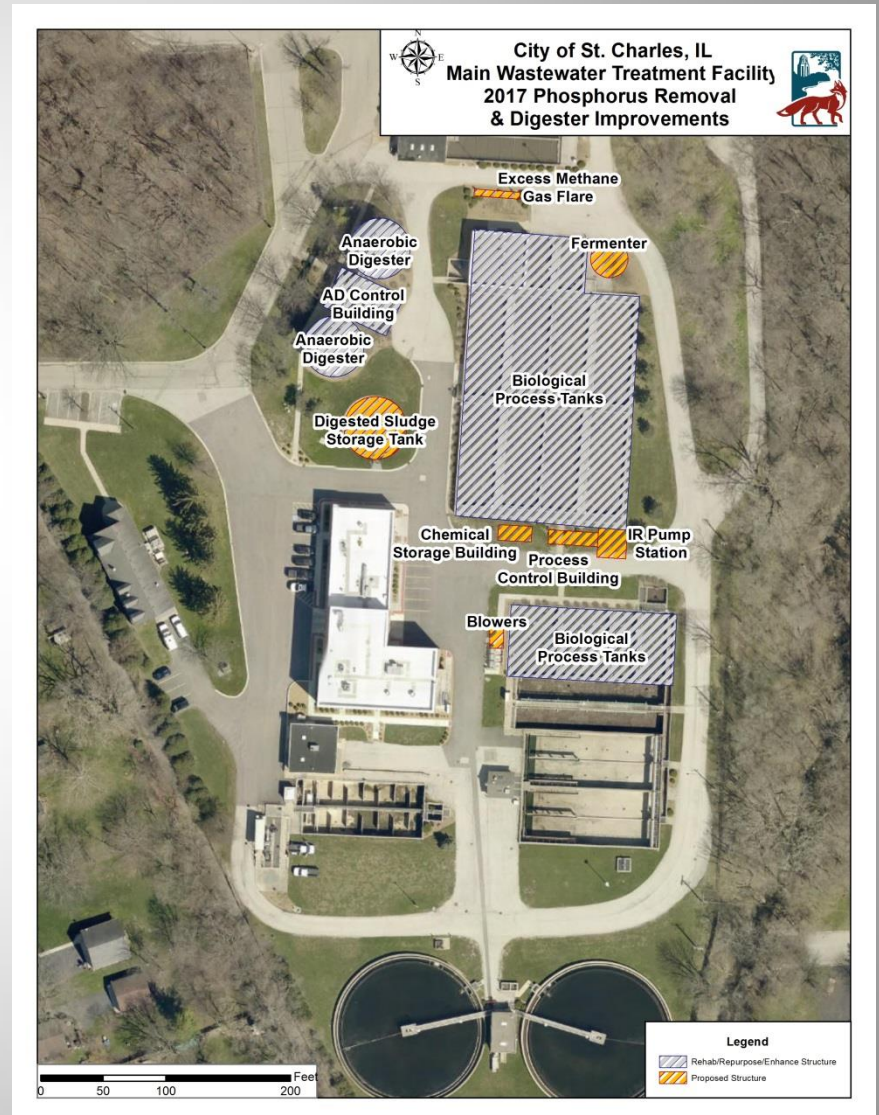 N
W E
S
City of St. Charles, IL
Main Wastewater Treatment Facility
2017 Phosphorus Removal
& Digester Improvements
Excess Methane
Gas Flare
Anaerobic
Digester
Fermenter
AD Control
Building
Anaerobic
Digester
Biological
Process Tanks
Digested Sludge
Storage Tank
Chemical
Storage Building
IR Pump
Station
Process
Control Building
Blowers
Biological
Process Tanks
Legend
Rehab/Repurpose/Enhance Structure
Proposed Structure
Feet
0 50 100 200